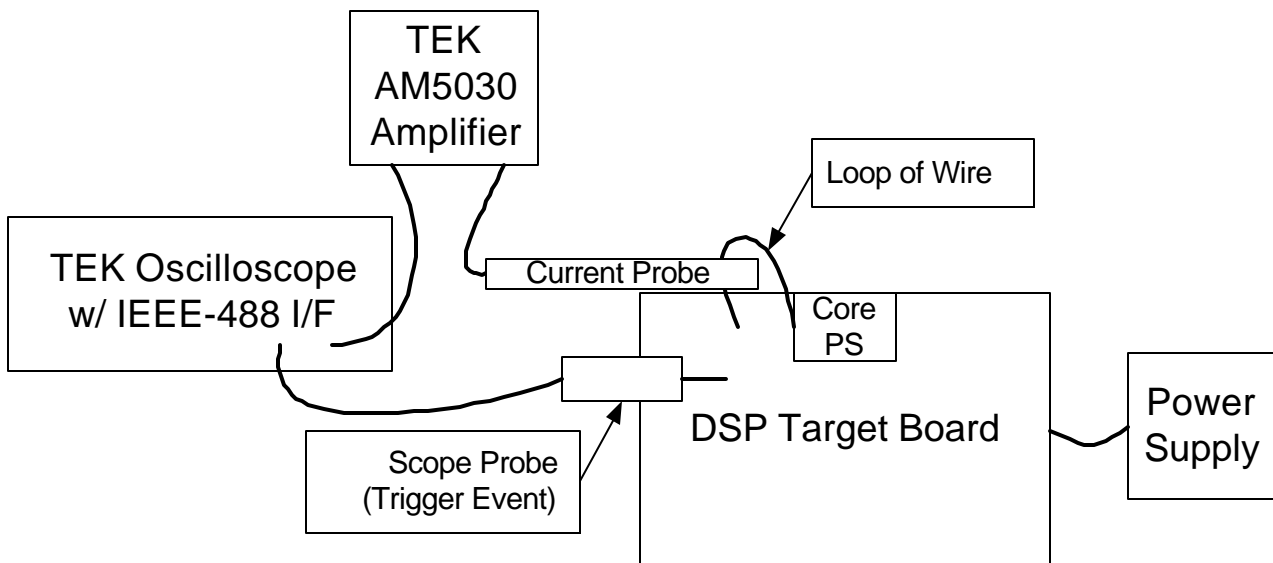 TEK
AM5030
Amplifier
Loop of Wire
TEK Oscilloscope
w/ IEEE-488 I/F
Current Probe
Core
PS
DSP Target Board
Power
Supply
Scope Probe
(Trigger Event)